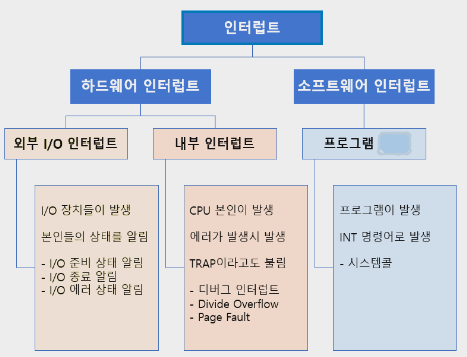 인터럽트
하드웨어 인터럽트
소프트웨어 인터럽트
외부 I/O 인터럽트
내부 인터럽트
프로그램
I/O 장치들이 발생
본인들의 상태를 알림
- I/O 준비 상태 알림
- I/O 종료 알림
- I/O 에러 상태 알림
CPU 본인이 발생
에러가 발생시 발생
TRAP이라고도 불림
- 디버그 인터럽트
- Divide Overflow
- Page Fault
프로그램이 발생
INT 명령어로 발생
- 시스템콜